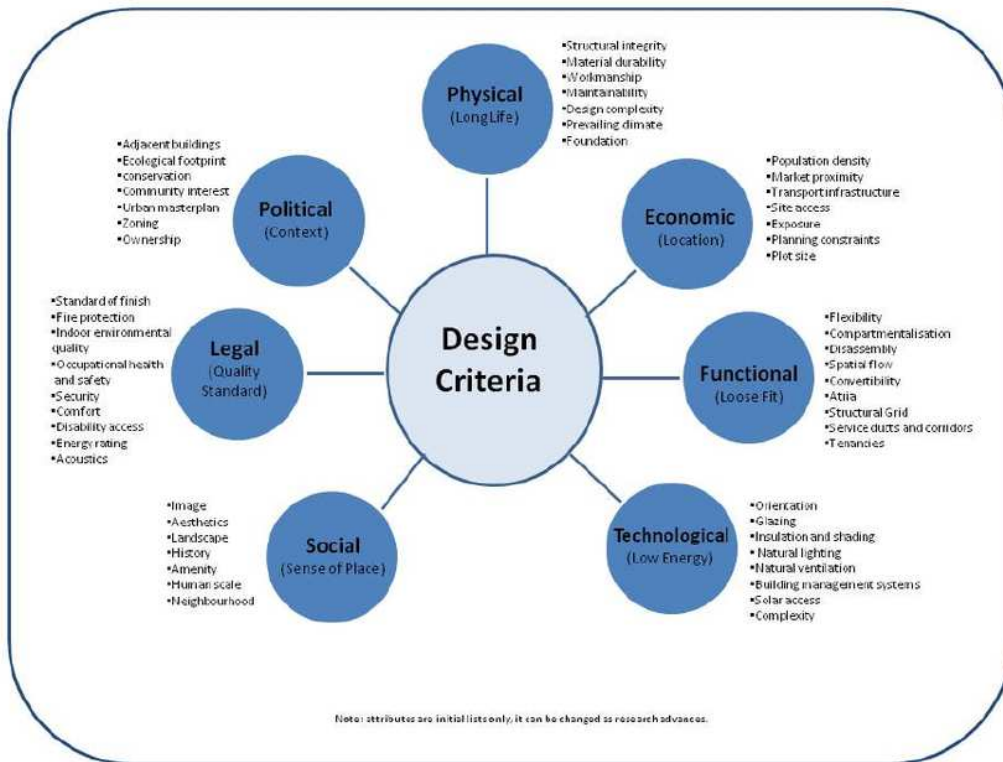 Physical
(Long Life)
▪Structural integrity
▪Material durability
▪Workmanship
▪Maintainability
▪Design complexity
▪Prevailing climate
▪Foundation
Economic
(Location)
▪Population density
▪Market proximity
▪Transport infrastructure
▪Site access
▪Exposure
▪Planning constraints
▪Plot size
Functional
(Loose Fit)
▪Flexibility
▪Compartmentalisation
▪Disassembly
▪Spatial flow
▪Convertibility
▪Atria
▪Structural Grid
▪Service ducts and corridors
▪Tenancies
Technological
(Low Energy)
▪Orientation
▪Glazing
▪Insulation and shading
▪Natural lighting
▪Natural ventilation
▪Building management systems
▪Solar access
▪Complexity
Social
(Sense of Place)
▪Image
▪Aesthetics
▪Landscape
▪History
▪Amenity
▪Human scale
▪Neighbourhood
Legal
(Quality
Standard)
▪Standard of finish
▪Fire protection
▪Indoor environmental
quality
▪Occupational health
and safety
▪Security
▪Comfort
▪Disability access
▪Energy rating
▪Acoustics
Political
(Context)
▪Adjacent buildings
▪Ecological footprint
▪conservation
▪Community interest
▪Urban masterplan
▪Zoning
▪Ownership
Design
Criteria
Note: attributes are initial lists only, it can be changed as research advances.